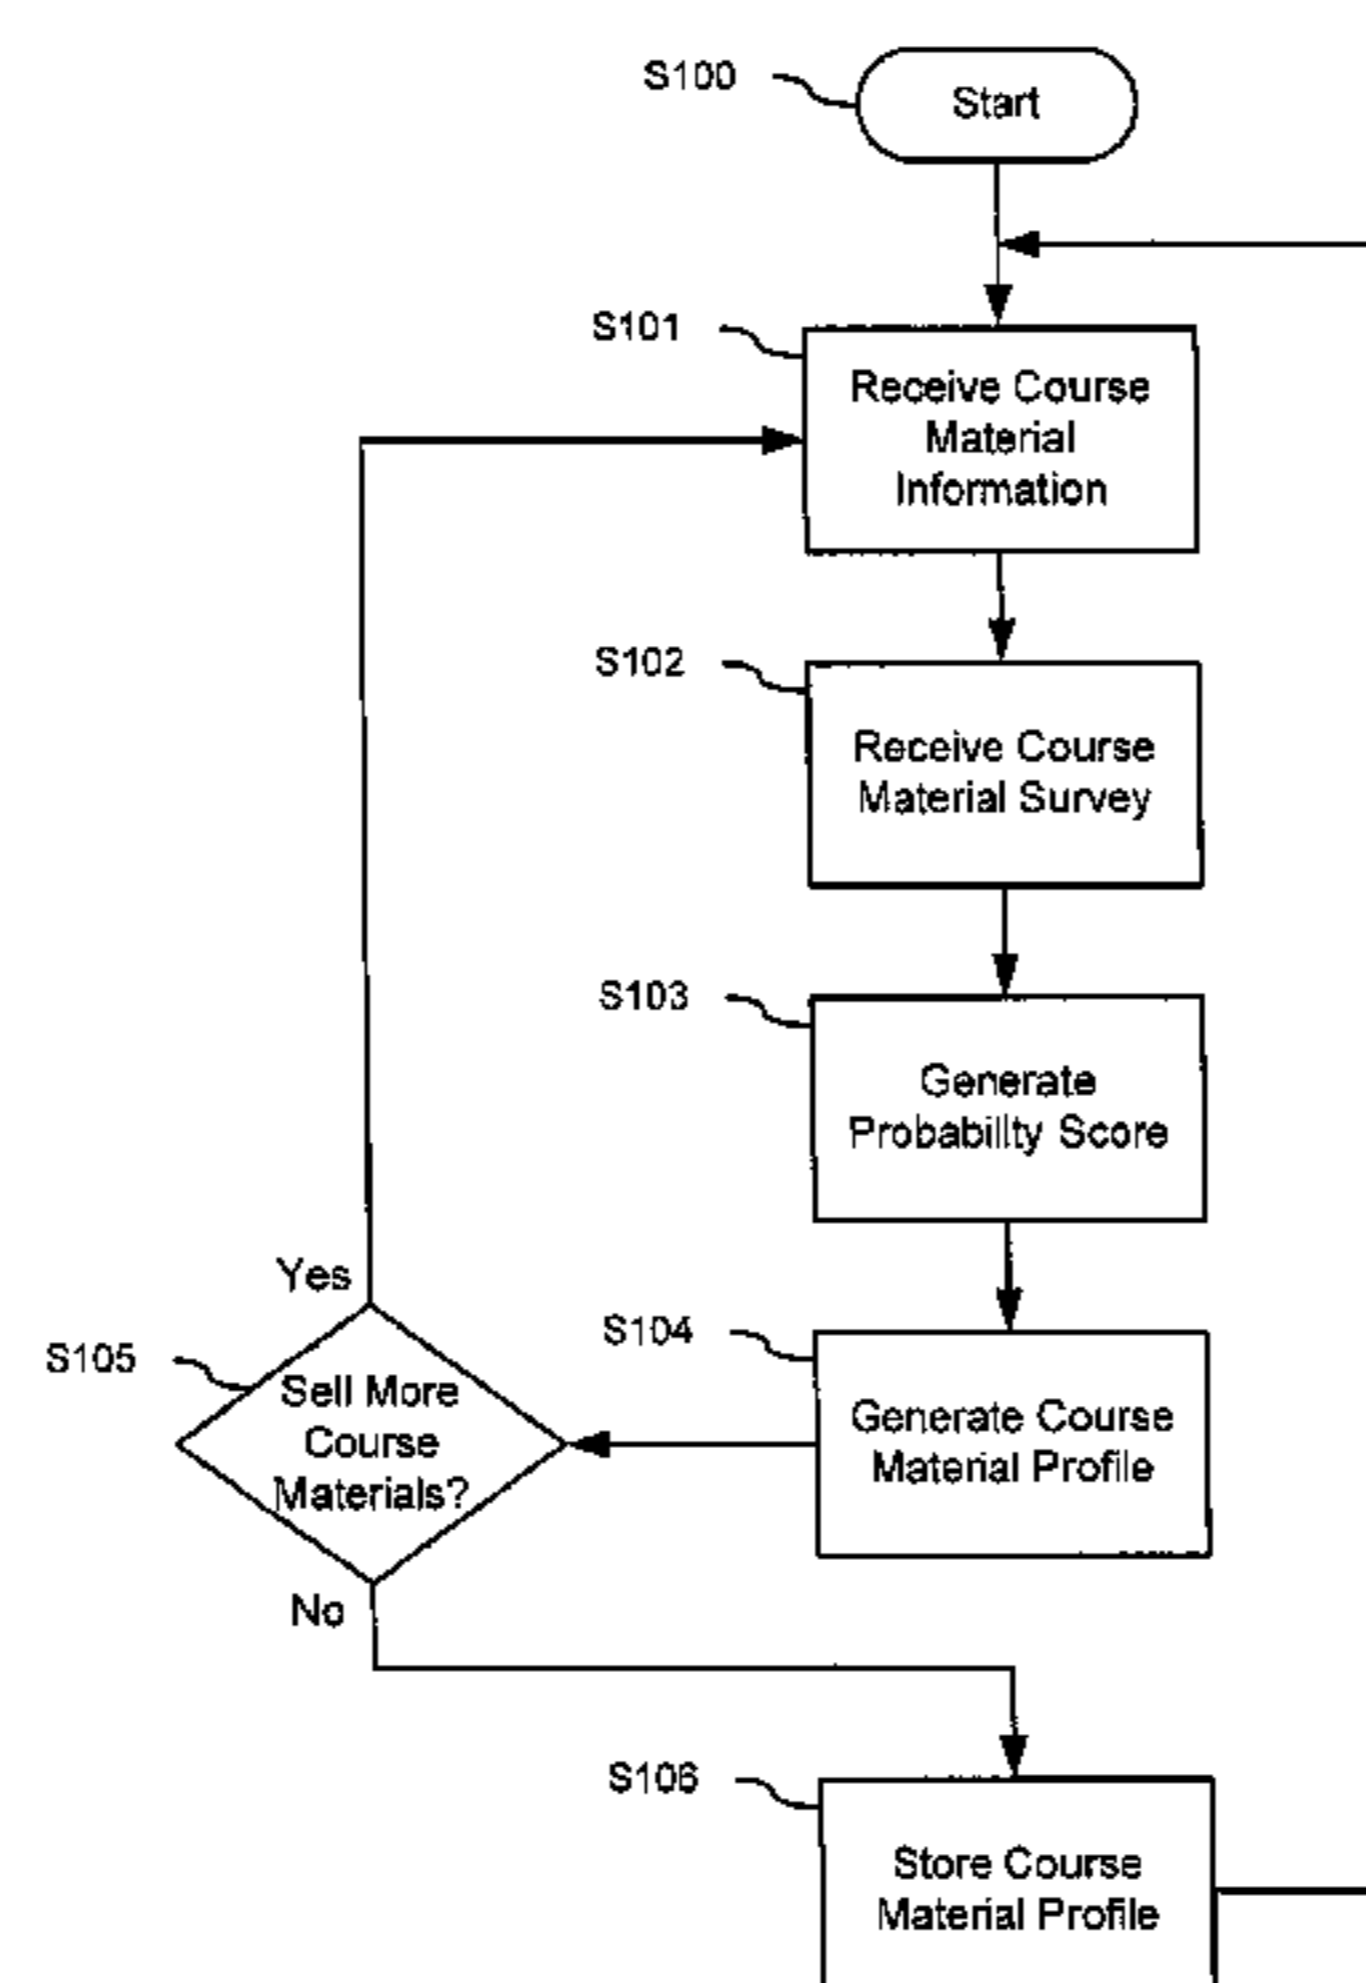 S100
Start
S101
Receive Course
Material
Information
S102
Receive Course
Material Survey
S103
Generate
Probability Score
S104
Generate Course
Material Profile
Yes
S105
Sell More
Course
Materials?
No
S106
Store Course
Material Profile